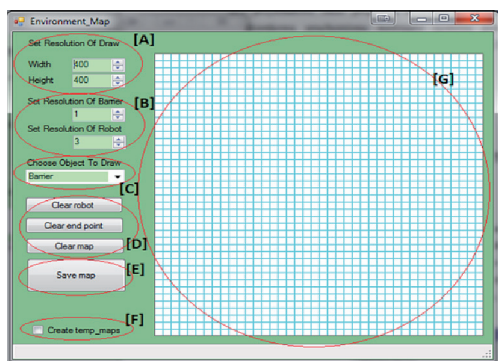 Environment_Map
Set Resolution Of Draw [A]
Width 400
Height 400
[B]
Set Resolution Of Barrier
1
Set Resolution Of Robot
3
Choose Object To Draw
Barrier
[C]
Clear robot
Clear end point
Clear map
[D]
Save map
[E]
Create temp_maps
[F]
[G]